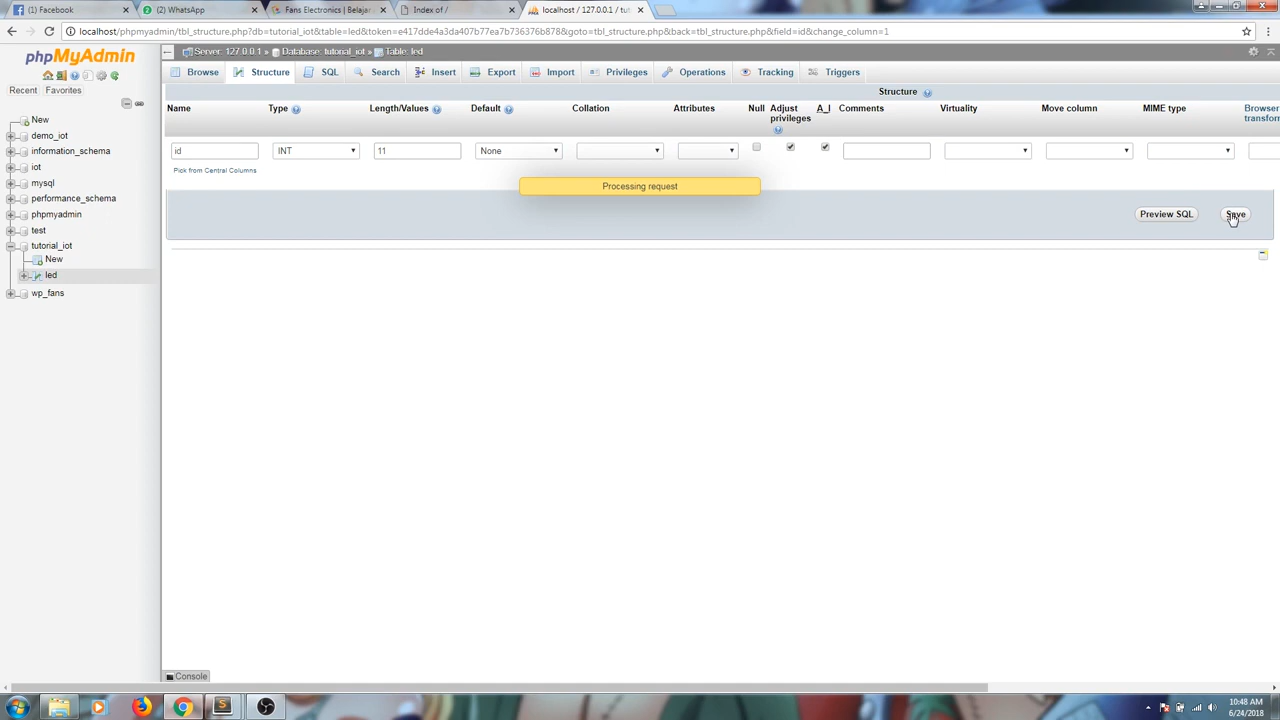 (1) Facebook
(2) WhatsApp
Fans Electronics | Belajar
Index of /
localhost / 127.0.0.1 / tut
localhost/phpmyadmin/tbl_structure.php?db=tutorial_iot&table=led&token=e417dde4a3da407b77ea7b736376b878&goto=tbl_structure.php&back=tbl_structure.php&field=id&change_column=1
phpMyAdmin
Recent
Favorites
New
demo_iot
information_schema
iot
mysql
performance_schema
phpmyadmin
test
tutorial_iot
New
led
wp_fans
Server: 127.0.0.1 » Database: tutorial_iot » Table: led
Browse
Structure
SQL
Search
Insert
Export
Import
Privileges
Operations
Tracking
Triggers
Structure
Name
Type
Length/Values
Default
Collation
Attributes
Null
Adjust privileges
A_I
Comments
Virtuality
Move column
MIME type
Browser
transform
id
INT
11
None
Pick from Central Columns
Processing request
Preview SQL
Save
Console
10:48 AM
6/24/2018